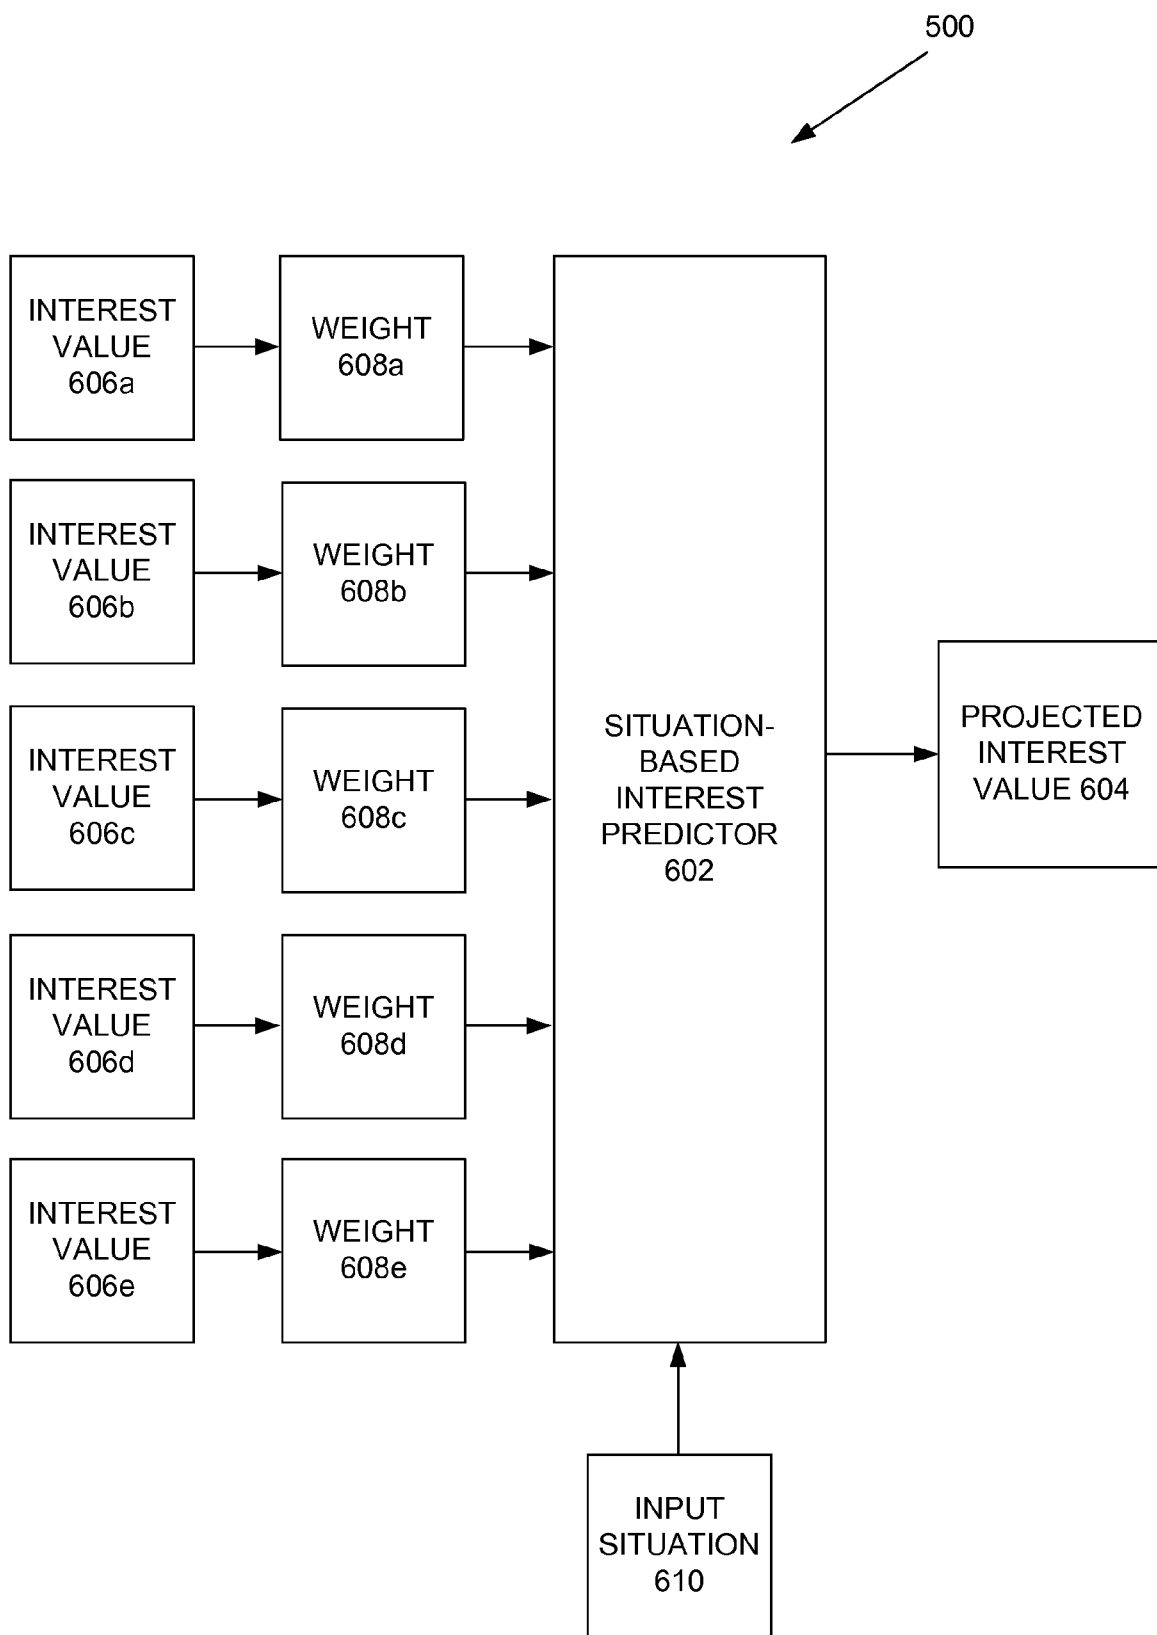 500
INTEREST
VALUE
606a
WEIGHT
608a
INTEREST
VALUE
606b
WEIGHT
608b
INTEREST
VALUE
606c
WEIGHT
608c
INTEREST
VALUE
606d
WEIGHT
608d
INTEREST
VALUE
606e
WEIGHT
608e
SITUATION-
BASED
INTEREST
PREDICTOR
602
PROJECTED
INTEREST
VALUE 604
INPUT
SITUATION
610